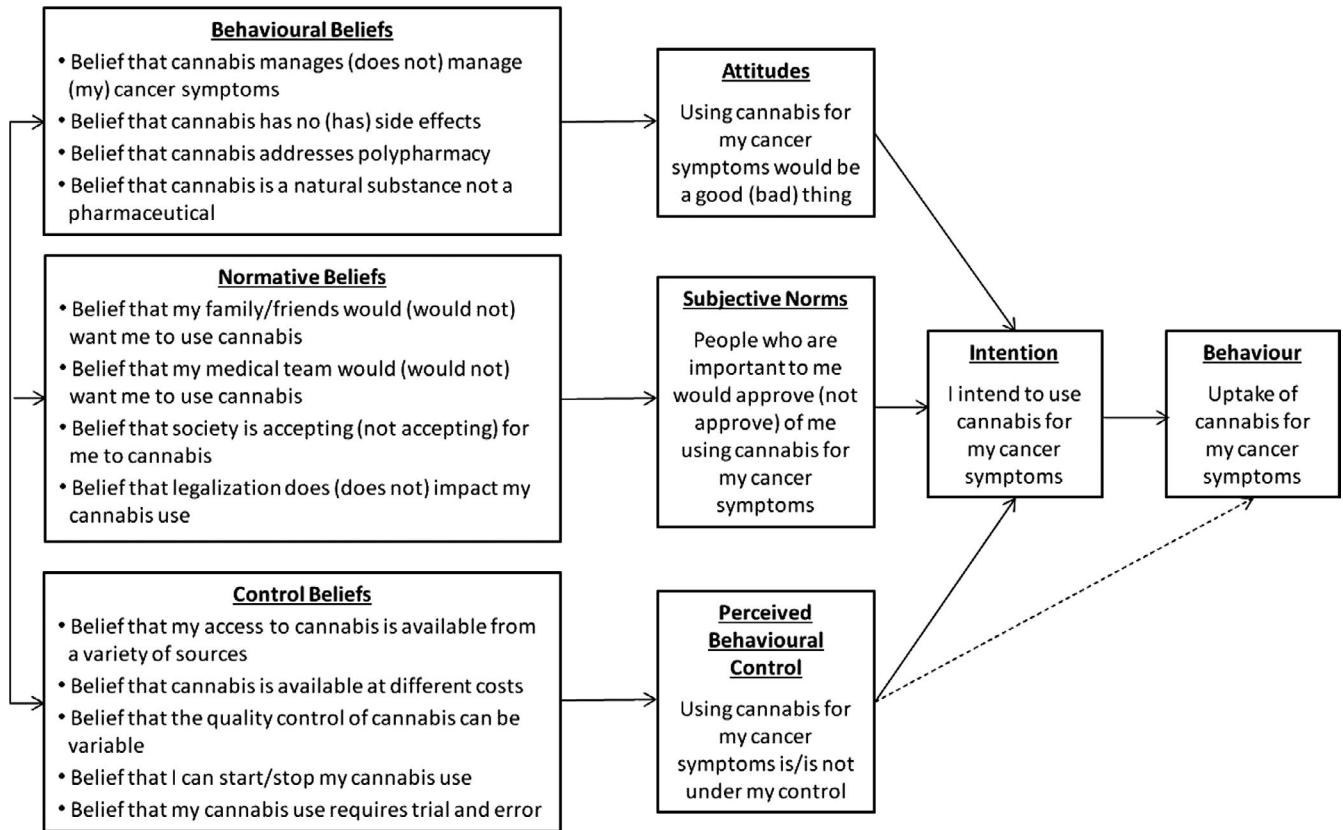 Behavioural Beliefs
• Belief that cannabis manages (does not) manage
(my) cancer symptoms
• Belief that cannabis has no (has) side effects
• Belief that cannabis addresses polypharmacy
• Belief that cannabis is a natural substance not a
pharmaceutical
Attitudes
Using cannabis for
my cancer
symptoms would be
a good (bad) thing
Normative Beliefs
• Belief that my family/friends would (would not)
want me to use cannabis
• Belief that my medical team would (would not)
want me to use cannabis
• Belief that society is accepting (not accepting) for
me to cannabis
• Belief that legalization does (does not) impact my
cannabis use
Subjective Norms
People who are
important to me
would approve (not
approve) of me
using cannabis for
my cancer
symptoms
Intention
I intend to use
cannabis for
my cancer
symptoms
Behaviour
Uptake of
cannabis for
my cancer
symptoms
Control Beliefs
• Belief that my access to cannabis is available from
a variety of sources
• Belief that cannabis is available at different costs
• Belief that the quality control of cannabis can be
variable
• Belief that I can start/stop my cannabis use
• Belief that my cannabis use requires trial and error
Perceived
Behavioural
Control
Using cannabis for
my cancer
symptoms is/is not
under my control